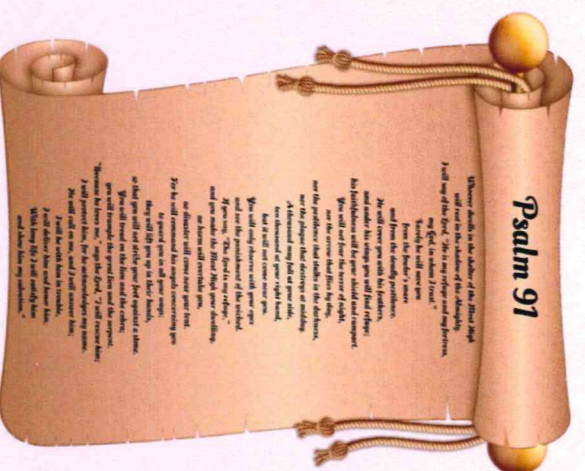 Psalm 91
Whoever dwells in the shelter of the Most High
will rest in the shadow of the Almighty.
I will say of the Lord, "He is my refuge and my fortress,
my God, in whom I trust."
Surely he will save you
from the fowler's snare
and from the deadly pestilence.
He will cover you with his feathers,
and under his wings you will find refuge;
his faithfulness will be your shield and rampart.
You will not fear the terror of night,
nor the arrow that flies by day,
nor the pestilence that stalks in the darkness,
nor the plague that destroys at midday.
A thousand may fall at your side,
ten thousand at your right hand,
but it will not come near you.
You will only observe with your eyes
and see the punishment of the wicked.
If you say, "The Lord is my refuge,"
and you make the Most High your dwelling,
no harm will overtake you,
no disaster will come near your tent.
For he will command his angels concerning you
to guard you in all your ways;
they will lift you up in their hands,
so that you will not strike your foot against a stone.
You will tread on the lion and the cobra;
you will trample the great lion and the serpent.
"Because he loves me," says the Lord, "I will rescue him;
I will protect him, for he acknowledges my name.
He will call on me, and I will answer him;
I will be with him in trouble,
I will deliver him and honor him.
With long life I will satisfy him
and show him my salvation."